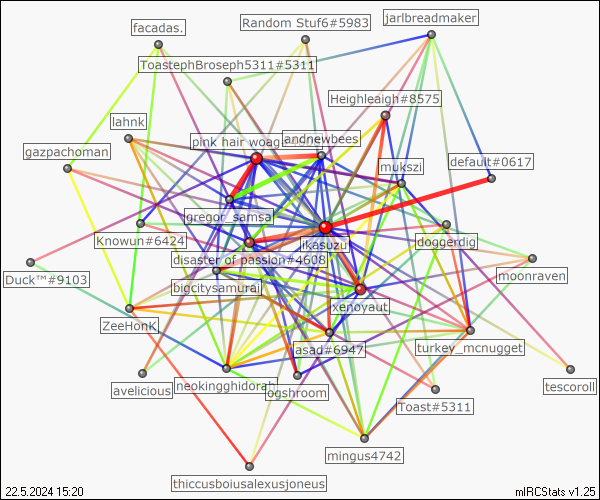 jarlbreadmaker
Random Stuf6#5983
facadas.
ToastephBroseph5311#5311
Heighleaigh#8575
lahnk
pink hair woag
andnewbees
gazpachoman
default#0617
mukszi
gregor_samsa
Knowun#6424
doggerdig
jikasuzu
disaster of passion#4608
moonraven
Duck™#9103
bigcitysamurai
xenoyaut
ZeeHonK
asad#6947
turkey_mcnugget
avelicious
neokingghidorah
ogshroom
tescoroll
Toast#5311
mingus4742
thiccusboiusalexusjoneus
22.5.2024 15:20
mIRCStats v1.25